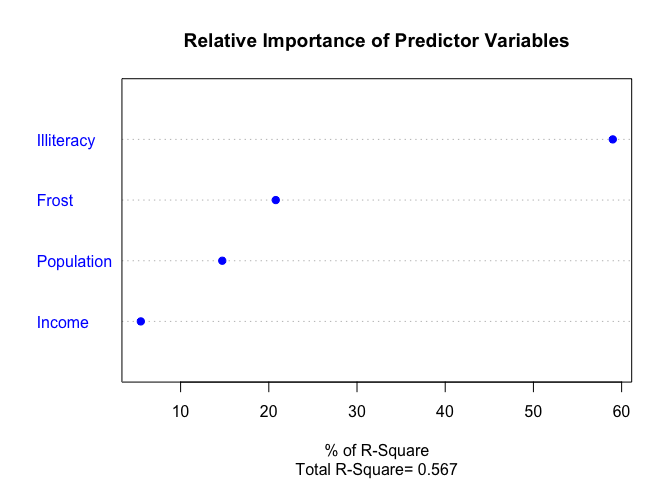 Relative Importance of Predictor Variables
Illiteracy
Frost
Population
Income
10 20 30 40 50 60
% of R-Square
Total R-Square= 0.567